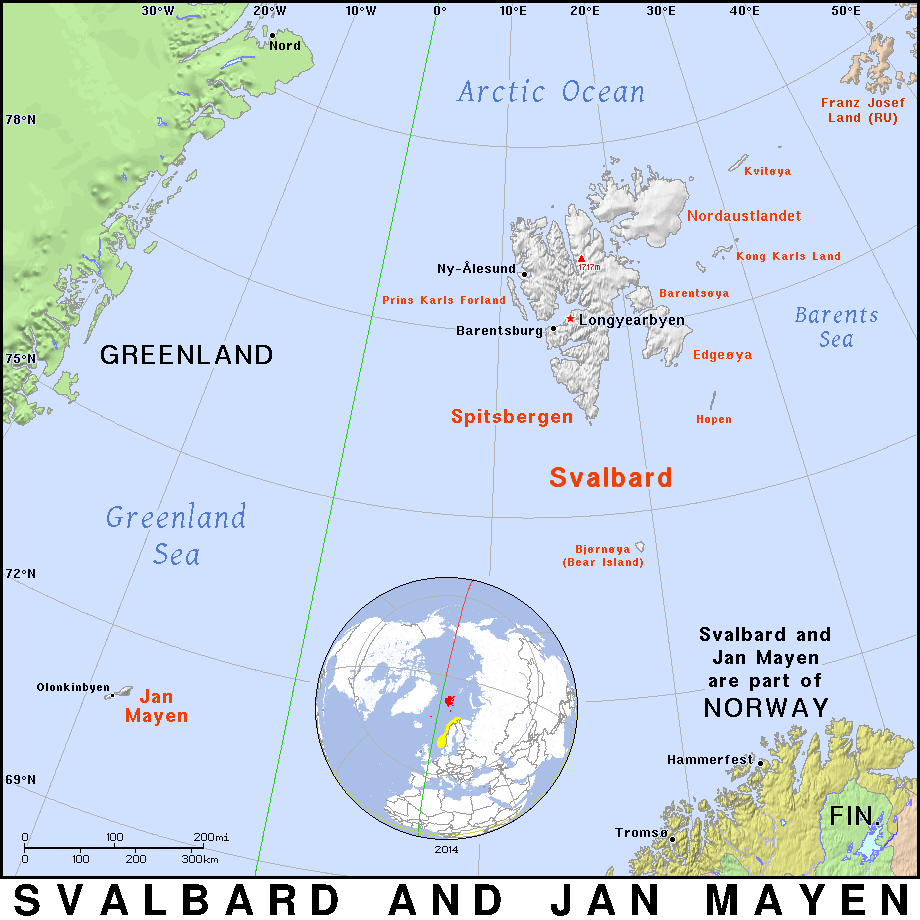 30°W 20°W 10°W 0° 10°E 20°E 30°E 40°E 50°E
Nord
Arctic Ocean
Franz Josef
Land (RU)
78°N
Kvitøya
Nordaustlandet
Kong Karls Land
Ny-Ålesund
1717m
Prins Karls Forland
Barentsøya
Longyearbyen
Barentsburg
Barents
Sea
75°N
GREENLAND
Edgeøya
Spitsbergen
Hopen
Svalbard
Greenland
Sea
Bjørnøya
(Bear Island)
72°N
Svalbard and
Jan Mayen
are part of
NORWAY
Olonkinbyen
Jan
Mayen
Hammerfest
69°N
FIN.
Tromsø
0 100 200mi
0 100 200 300km
2014
SVALBARD AND JAN MAYEN